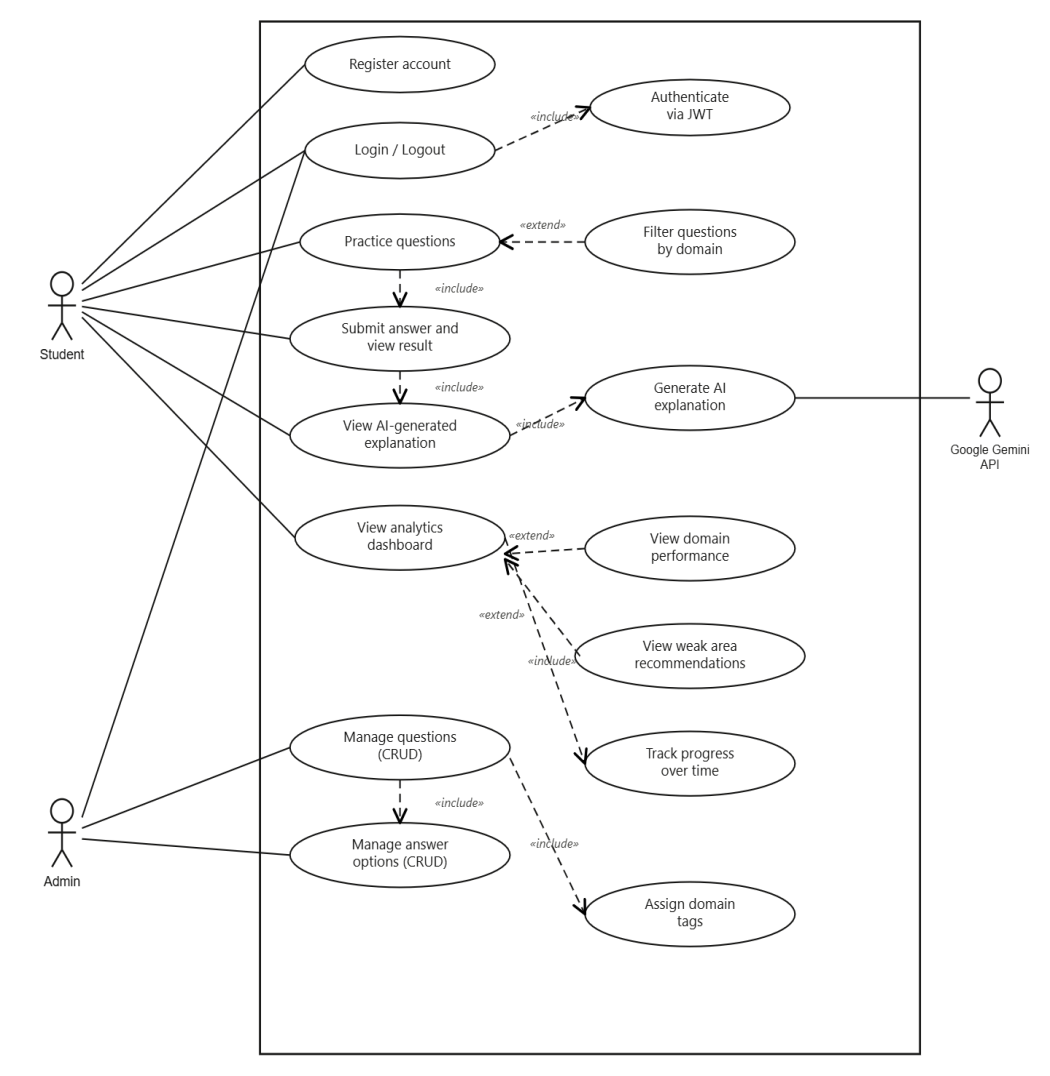 Register account
Authenticate
via JWT
«include»
Login / Logout
«extend»
Practice questions
Filter questions
by domain
«include»
Submit answer and
view result
Student
«include»
Generate AI
explanation
View AI-generated
explanation
«include»
Google Gemini
API
View analytics
dashboard
«extend»
View domain
performance
«extend»
View weak area
recommendations
«include»
Manage questions
(CRUD)
Track progress
over time
«include»
Manage answer
options (CRUD)
«include»
Admin
Assign domain
tags